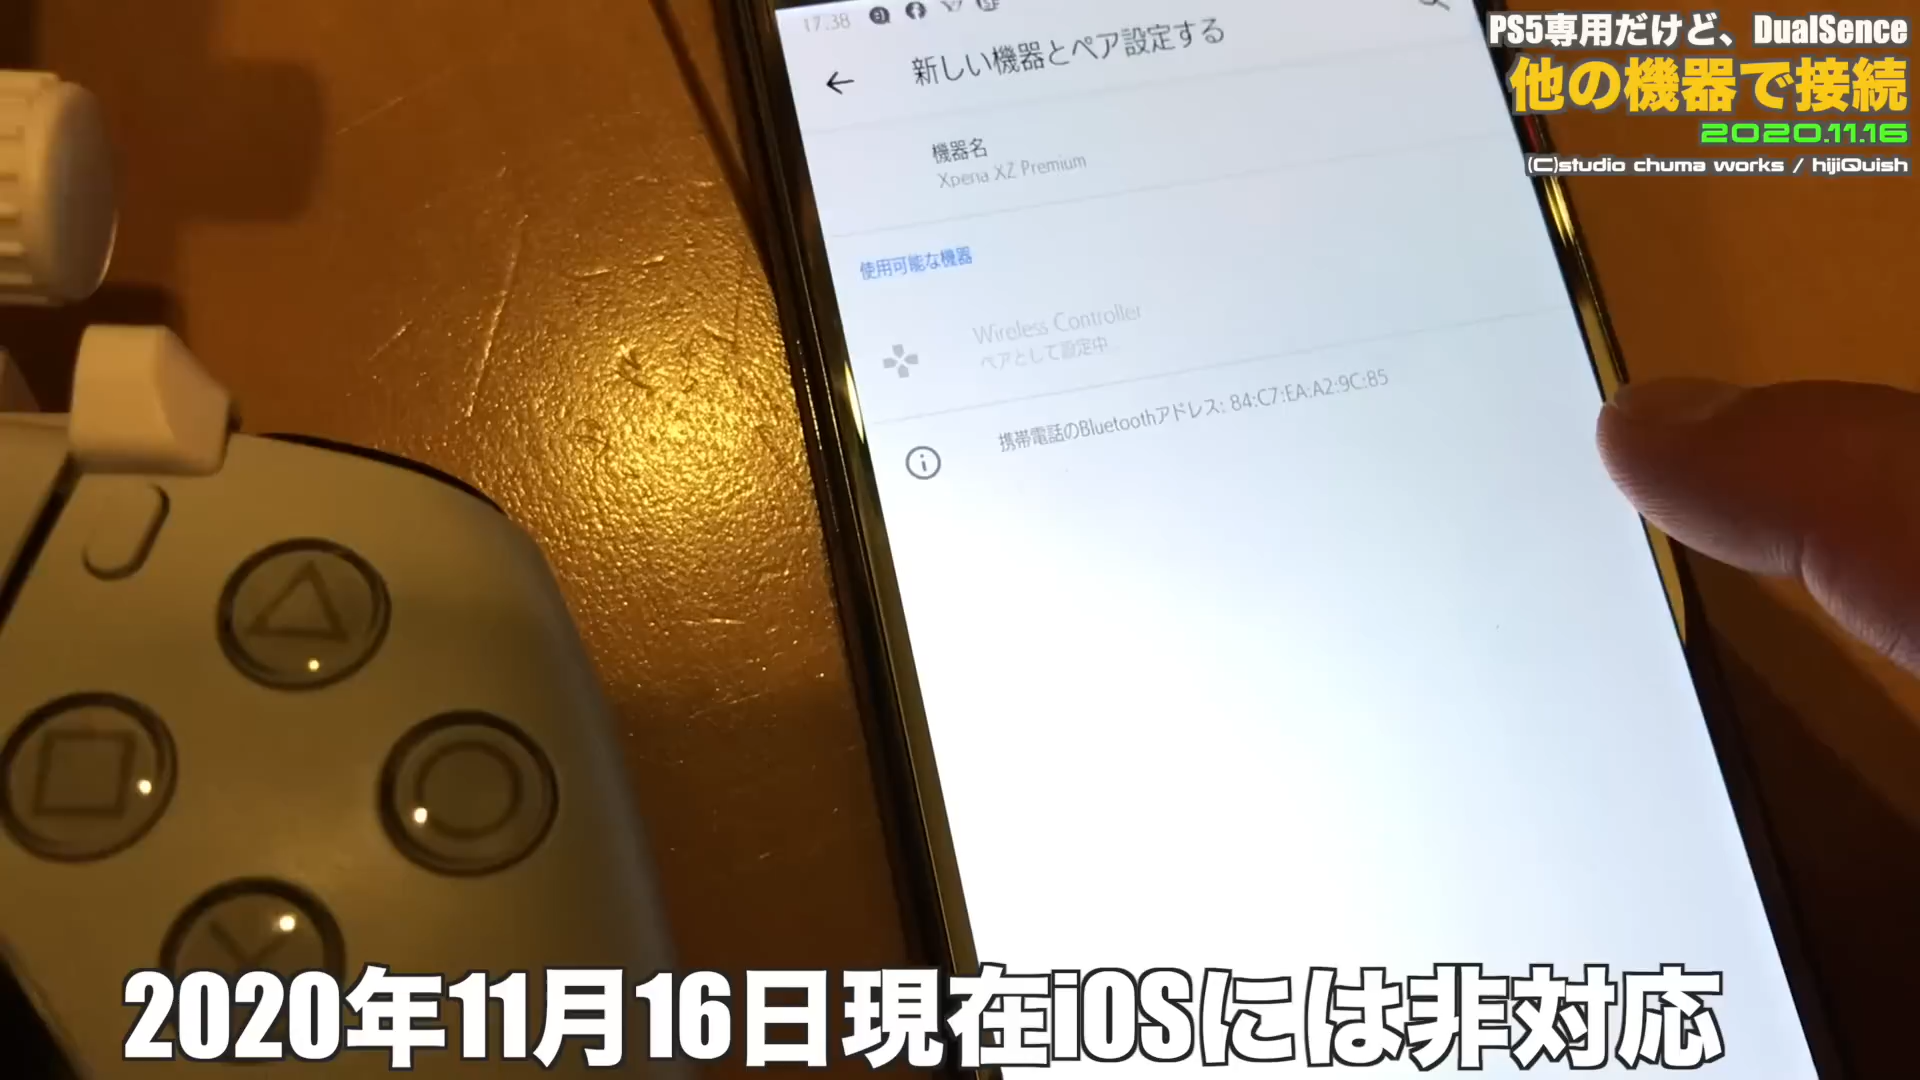 PS5専用だけど、DualSence
他の機器で接続
2020.11.16
(C)studio chuma works / hijiQuish
17:38
新しい機器とペア設定する
機器名
Xperia XZ Premium
使用可能な機器
Wireless Controller
ペアとして設定中...
携帯電話のBluetoothアドレス: 84:C7:EA:A2:9C:85
2020年11月16日現在iOSには非対応